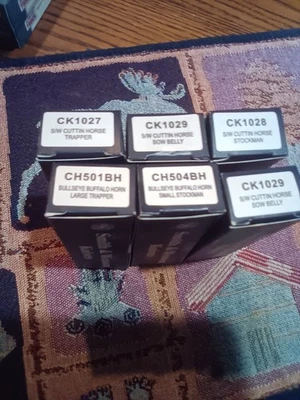 CK1027
S/W CUTTIN HORSE
TRAPPER
CK1029
S/W CUTTIN HORSE
SOW BELLY
CK1028
S/W CUTTIN HORSE
STOCKMAN
CH501BH
BULLSEYE BUFFALO HORN
LARGE TRAPPER
CH504BH
BULLSEYE BUFFALO HORN
SMALL STOCKMAN
CK1029
S/W CUTTIN HORSE
SOW BELLY